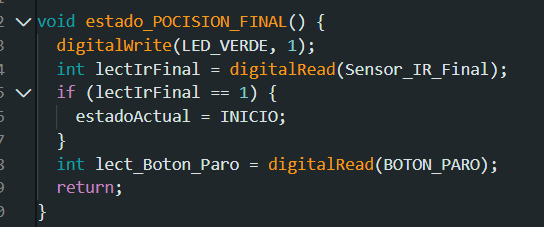 void estado_POCISION_FINAL() {
digitalWrite(LED_VERDE, 1);
int lectIrFinal = digitalRead(Sensor_IR_Final);
if (lectIrFinal == 1) {
estadoActual = INICIO;
}
int lect_Boton_Paro = digitalRead(BOTON_PARO);
return;
}